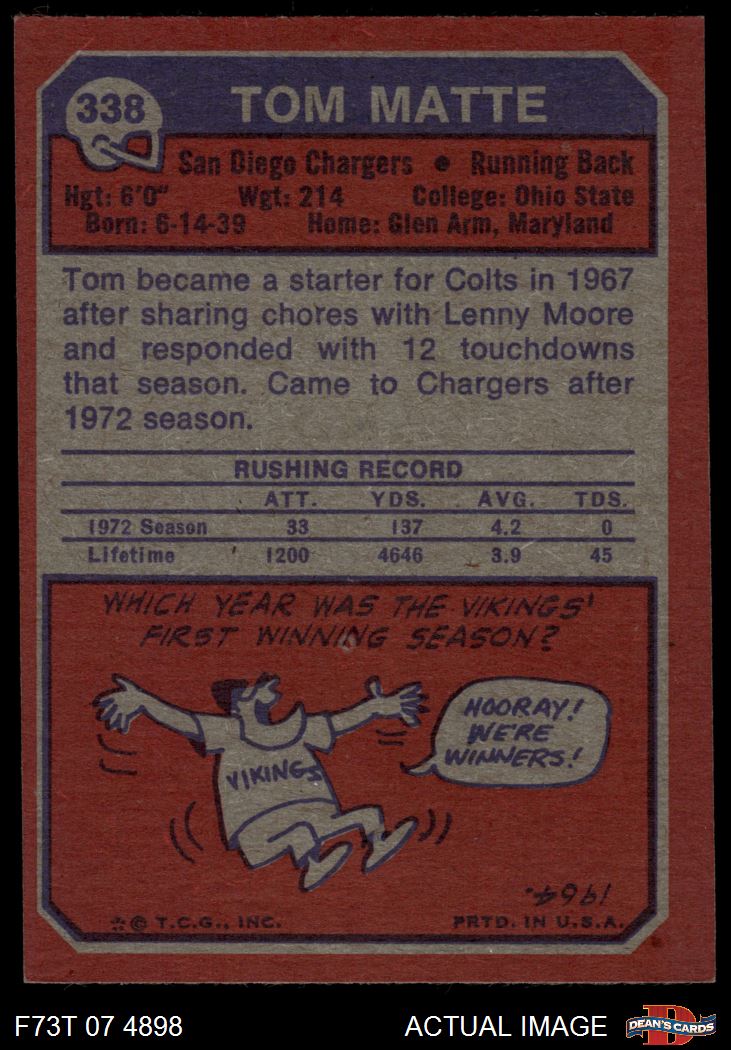 338 TOM MATTE
San Diego Chargers • Running Back
Hgt: 6'0" Wgt: 214 College: Ohio State
Born: 6-14-39 Home: Glen Arm, Maryland
Tom became a starter for Colts in 1967
after sharing chores with Lenny Moore
and responded with 12 touchdowns
that season. Came to Chargers after
1972 season.
RUSHING RECORD
ATT. YDS. AVG. TDS.
1972 Season 33 137 4.2 0
Lifetime 1200 4646 3.9 45
WHICH YEAR WAS THE VIKINGS'
FIRST WINNING SEASON?
HOORAY!
WE'RE
WINNERS!
VIKINGS
1964.
*© T.C.G., INC. PRTD. IN U.S.A.
F73T 07 4898 ACTUAL IMAGE
D
DEAN'S CARDS